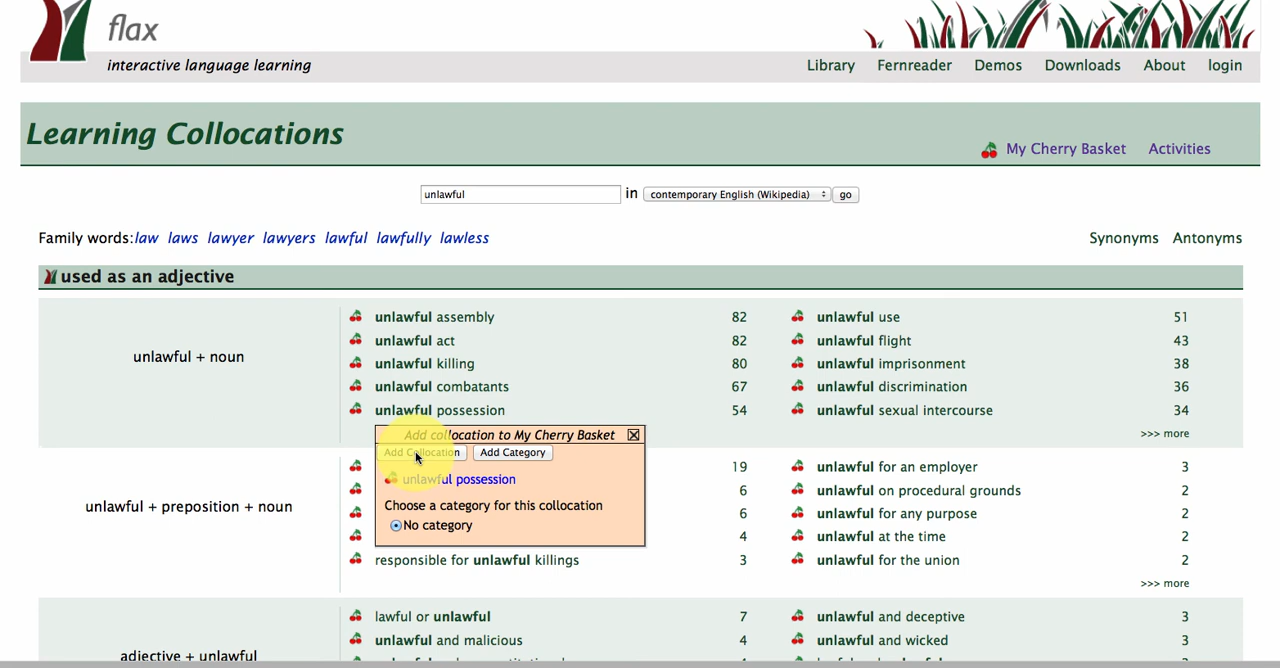 flax
interactive language learning
Library Fernreader Demos Downloads About login
Learning Collocations
My Cherry Basket Activities
unlawful in contemporary English (Wikipedia) go
Family words: law laws lawyer lawyers lawful lawfully lawless Synonyms Antonyms
used as an adjective
unlawful + noun
unlawful assembly 82 unlawful use 51
unlawful act 82 unlawful flight 43
unlawful killing 80 unlawful imprisonment 38
unlawful combatants 67 unlawful discrimination 36
unlawful possession 54 unlawful sexual intercourse 34
>>> more
Add collocation to My Cherry Basket
Add Collocation Add Category
unlawful possession
Choose a category for this collocation
No category
unlawful + preposition + noun
19 unlawful for an employer 3
6 unlawful on procedural grounds 2
6 unlawful for any purpose 2
4 unlawful at the time 2
responsible for unlawful killings 3 unlawful for the union 2
>>> more
adjective + unlawful
lawful or unlawful 7 unlawful and deceptive 3
unlawful and malicious 4 unlawful and wicked 3